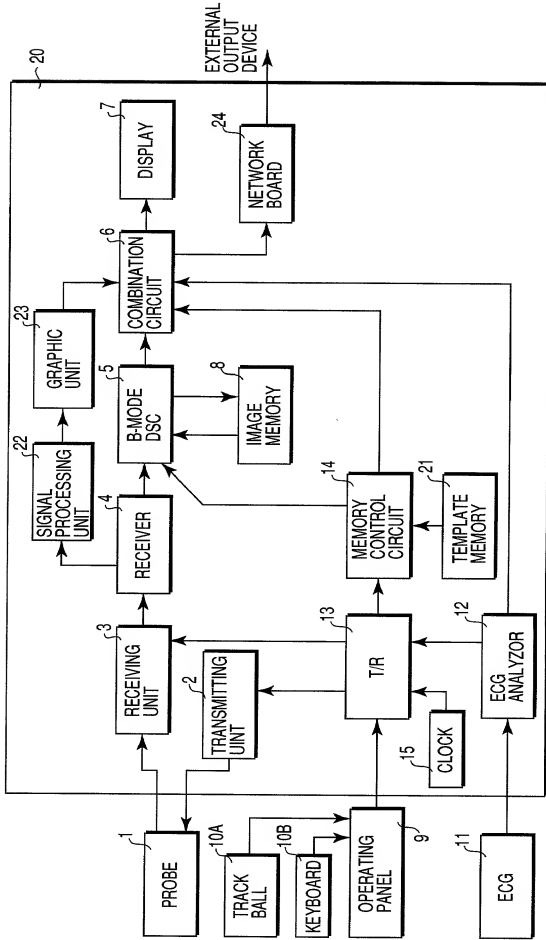 20
EXTERNAL
OUTPUT
DEVICE
23
GRAPHIC
UNIT
22
SIGNAL
PROCESSING
UNIT
7
DISPLAY
6
COMBINATION
CIRCUIT
24
NETWORK
BOARD
5
B-MODE
DSC
8
IMAGE MEMORY
4
RECEIVER
3
RECEIVING
UNIT
2
TRANSMITTING
UINT
1
PROBE
14
MEMORY
CONTROL
CIRCUIT
21
TEMPLATE
MEMORY
13
T/R
15
CLOCK
12
ECG
ANALYZOR
10A
TRACK
BALL
10B
KEYBOARD
OPERATING
PANEL
9
11
ECG